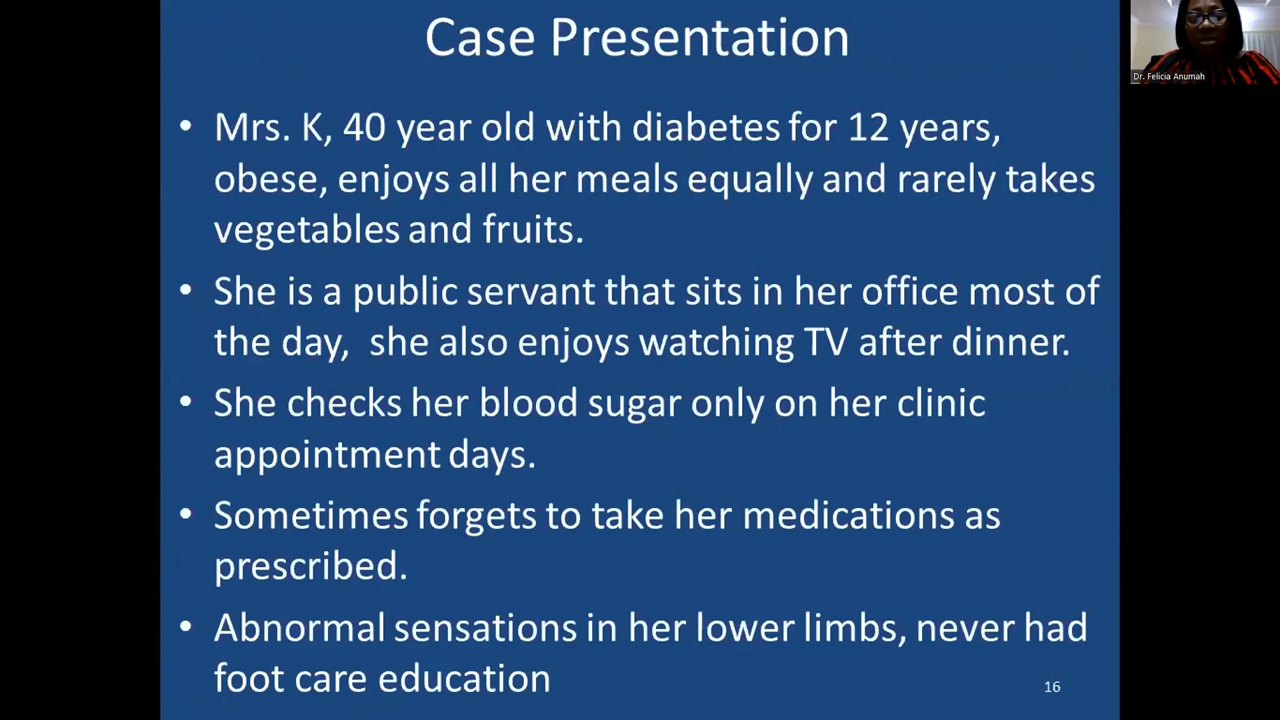 Case Presentation
Dr. Felicia Anumah
• Mrs. K, 40 year old with diabetes for 12 years,
obese, enjoys all her meals equally and rarely takes
vegetables and fruits.
• She is a public servant that sits in her office most of
the day,  she also enjoys watching TV after dinner.
• She checks her blood sugar only on her clinic
appointment days.
• Sometimes forgets to take her medications as
prescribed.
• Abnormal sensations in her lower limbs, never had
foot care education
16